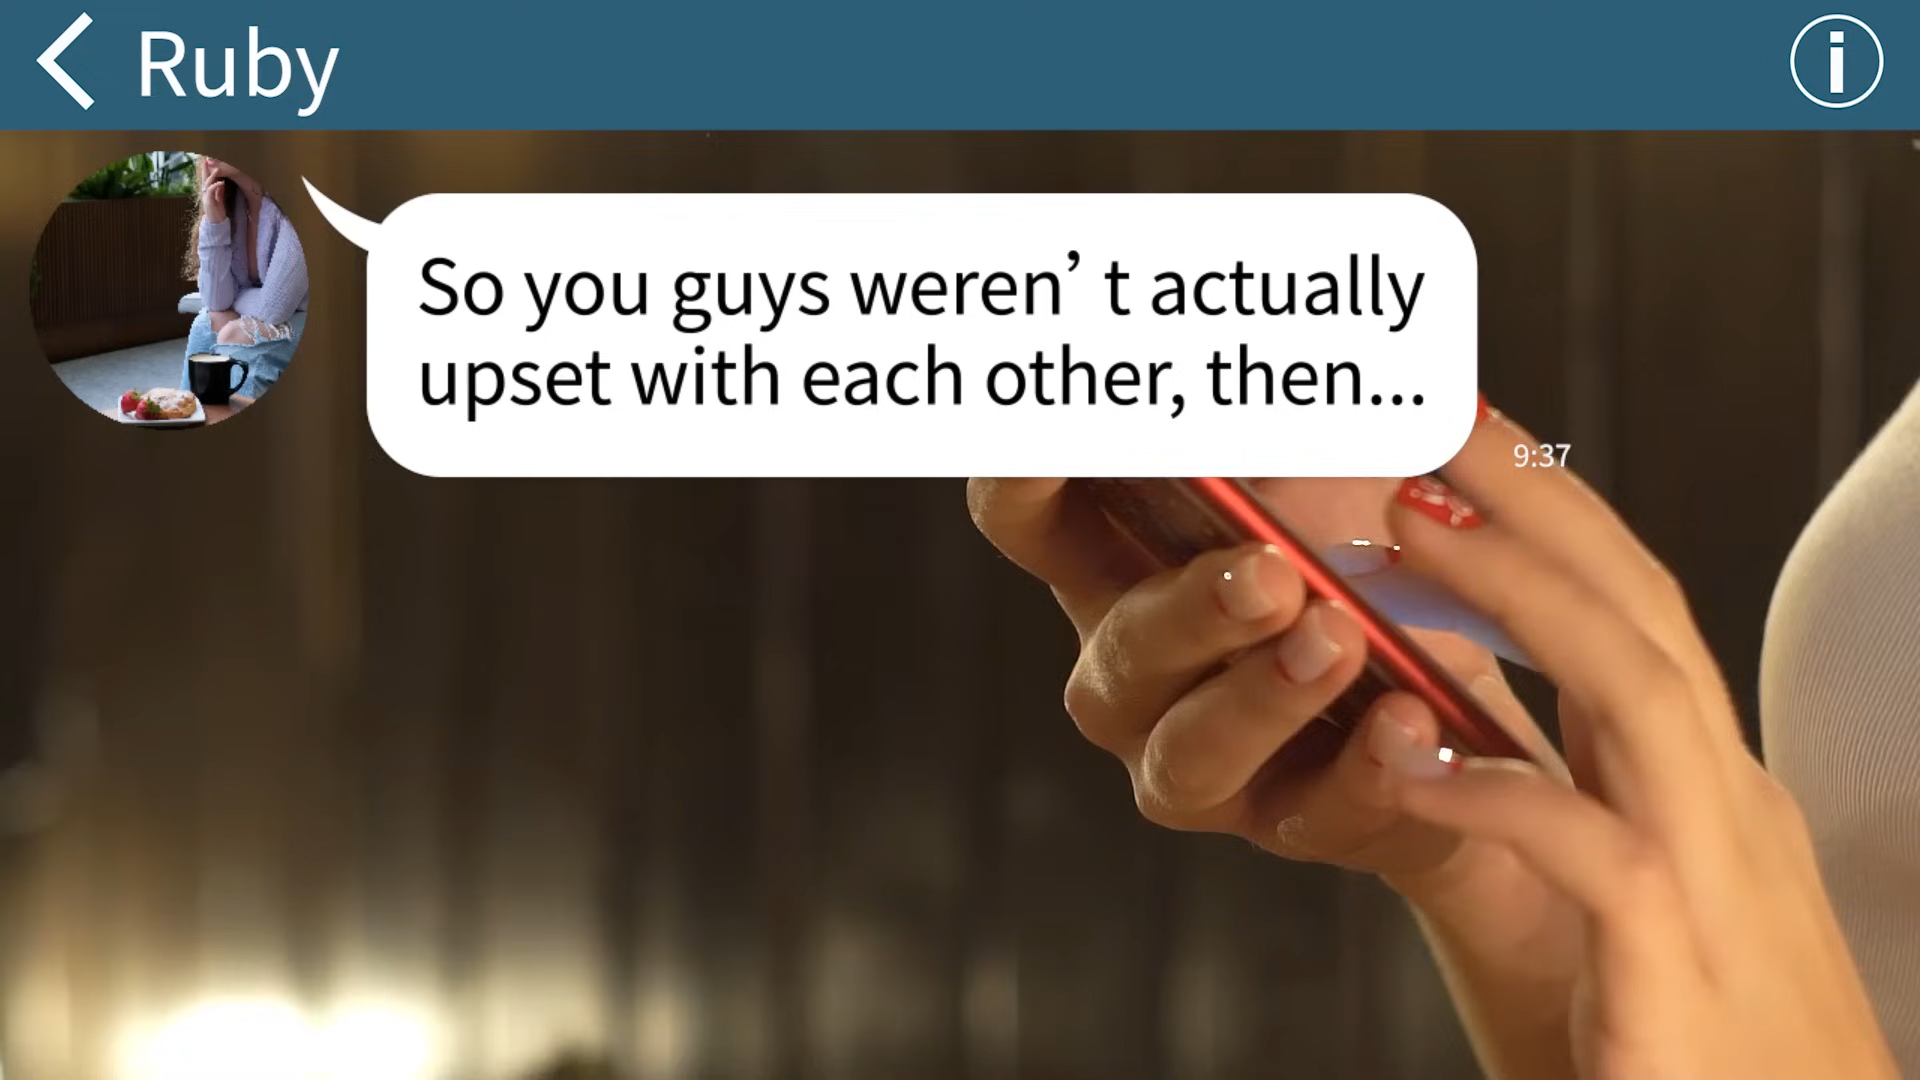 Ruby
So you guys weren’ t actually
upset with each other, then...
9:37